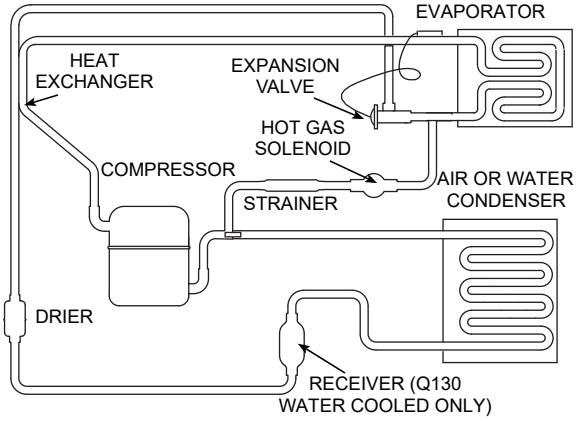 EVAPORATOR
HEAT
EXCHANGER
EXPANSION
VALVE
HOT GAS
SOLENOID
COMPRESSOR
STRAINER
AIR OR WATER
CONDENSER
DRIER
RECEIVER (Q130
WATER COOLED ONLY)